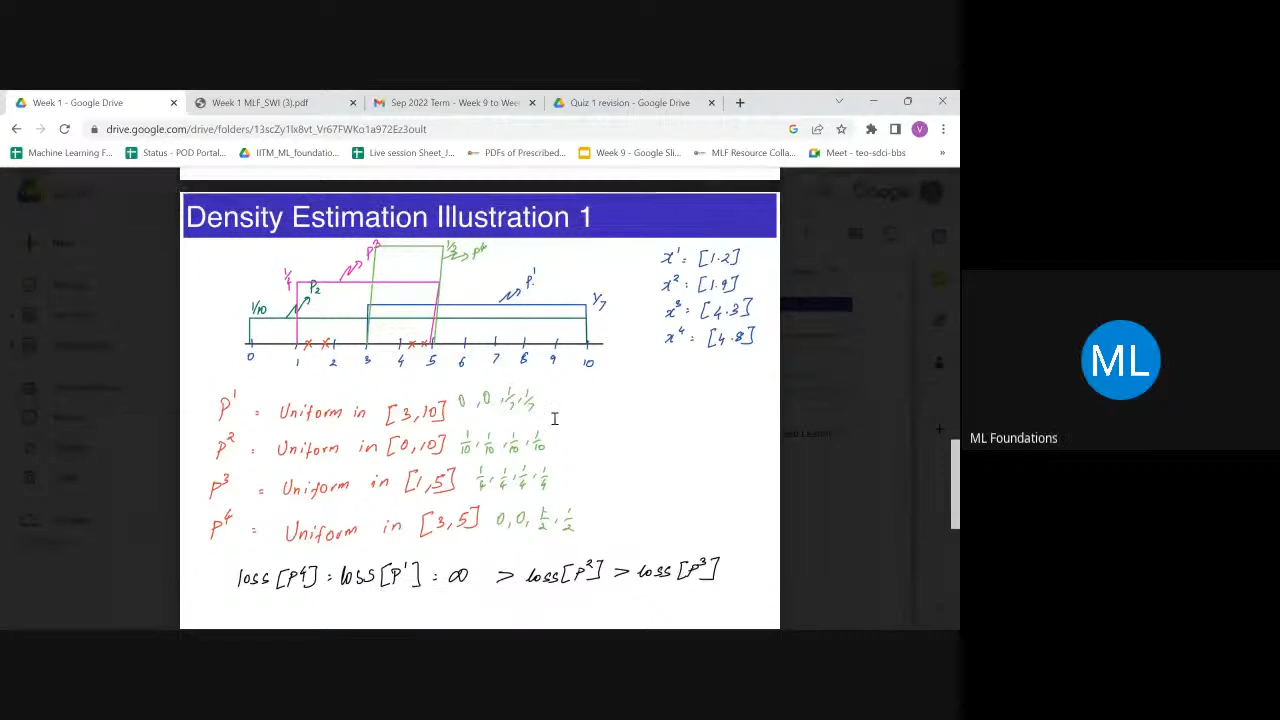 Week 1 - Google Drive
Week 1 MLF_SWI (3).pdf
Sep 2022 Term - Week 9 to Wee
Quiz 1 revision - Google Drive
drive.google.com/drive/folders/13scZy1lx8vt_Vr67FWKo1a972Ez3oult
V
Machine Learning F...
Status - POD Portal...
IITM_ML_foundatio...
Live session Sheet_J...
PDFs of Prescribed...
Week 9 - Google Sli...
MLF Resource Colla...
Meet - teo-sdci-bbs
»
Density Estimation Illustration 1
P³ 1/2 P⁴
1/4 P₂ P¹
1/10 1/7
0 1 2 3 4 5 6 7 8 9 10
x¹ = [1.2]
x² = [1.9]
x³ = [4.3]
x⁴ = [4.8]
P¹ = Uniform in [3,10] 0, 0, 1/7, 1/7
P² = Uniform in [0,10] 1/10, 1/10, 1/10, 1/10
P³ = Uniform in [1,5] 1/4, 1/4, 1/4, 1/4
P⁴ = Uniform in [3,5] 0, 0, 1/2, 1/2
loss [P⁴] = loss [P¹] = ∞ > loss [P²] > loss [P³]
ML
ML Foundations